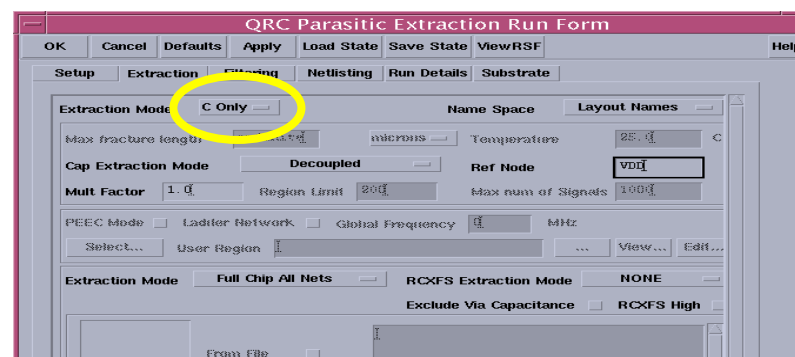 QRC Parasitic Extraction Run Form
OK Cancel Defaults Apply Load State Save State ViewRSF Help
Setup Extraction Filtering Netlisting Run Details Substrate
Extraction Mode C Only Name Space Layout Names
Max fracture length microns Temperature 25.0 C
Cap Extraction Mode Decoupled Ref Node VDD
Mult Factor 1.0 Region Limit 200 Max num of Signals 1000
PEEC Mode Ladder Network Global Frequency 0 MHz
Select... User Region ... View... Edit...
Extraction Mode Full Chip All Nets RCXFS Extraction Mode NONE
Exclude Via Capacitance RCXFS High
From File